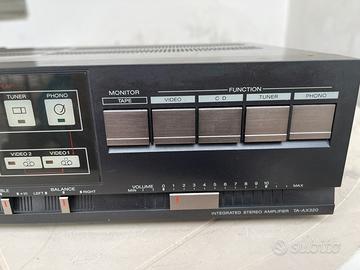 MONITOR
FUNCTION
TAPE
VIDEO
C D
TUNER
PHONO
TUNER
PHONO
VIDEO 2
VIDEO 1
BALANCE
LEFT
RIGHT
VOLUME
0 1 2 3 4 5 6 7 8 9 10
MIN
MAX
INTEGRATED STEREO AMPLIFIER TA-AX320
subito